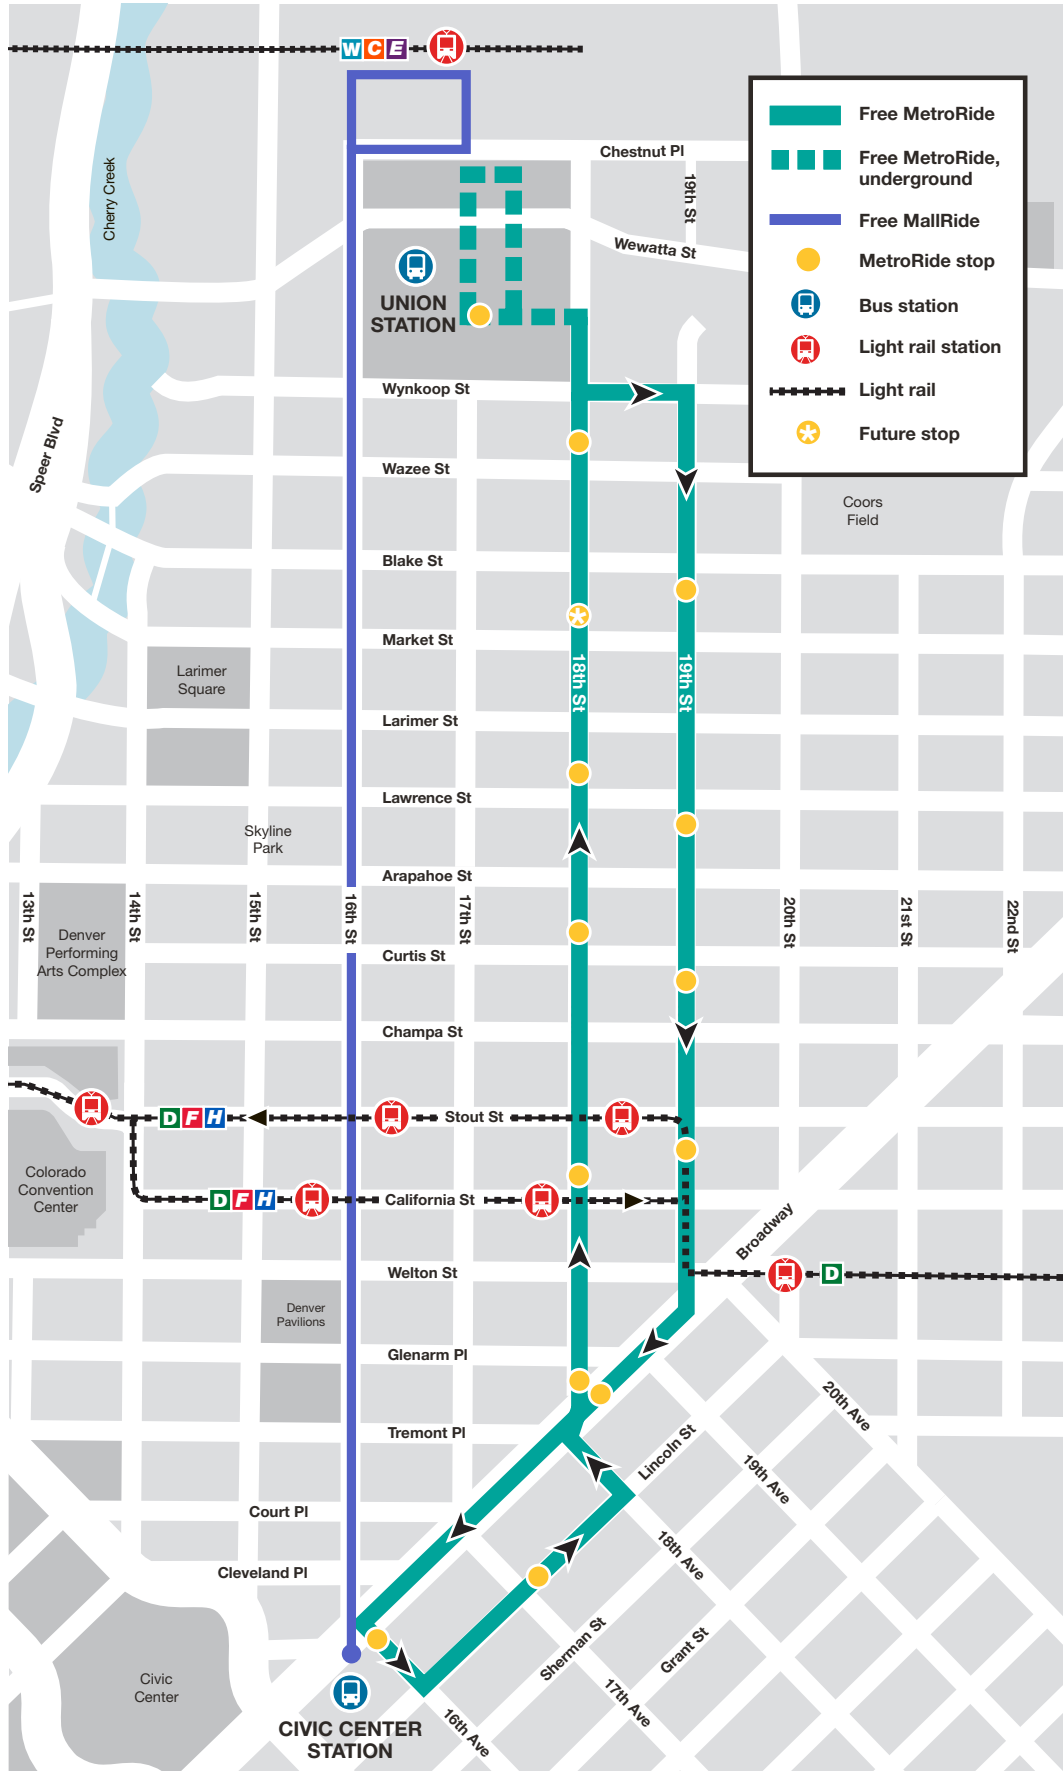 W C E
Free MetroRide
Free MetroRide,
underground
Free MallRide
MetroRide stop
Bus station
Light rail station
Light rail
Future stop
Chestnut Pl
Cherry Creek
19th St
Wewatta St
UNION
STATION
Wynkoop St
Speer Blvd
Wazee St
Coors
Field
Blake St
Market St
18th St
19th St
Larimer
Square
Larimer St
Lawrence St
Skyline
Park
Arapahoe St
13th St
14th St
15th St
16th St
17th St
20th St
21st St
22nd St
Denver
Performing
Arts Complex
Curtis St
Champa St
D F H
Stout St
Colorado
Convention
Center
D F H
California St
Broadway
Welton St
D
Denver
Pavilions
Glenarm Pl
20th Ave
Tremont Pl
Lincoln St
19th Ave
Court Pl
18th Ave
Cleveland Pl
Sherman St
Grant St
Civic
Center
17th Ave
16th Ave
CIVIC CENTER
STATION